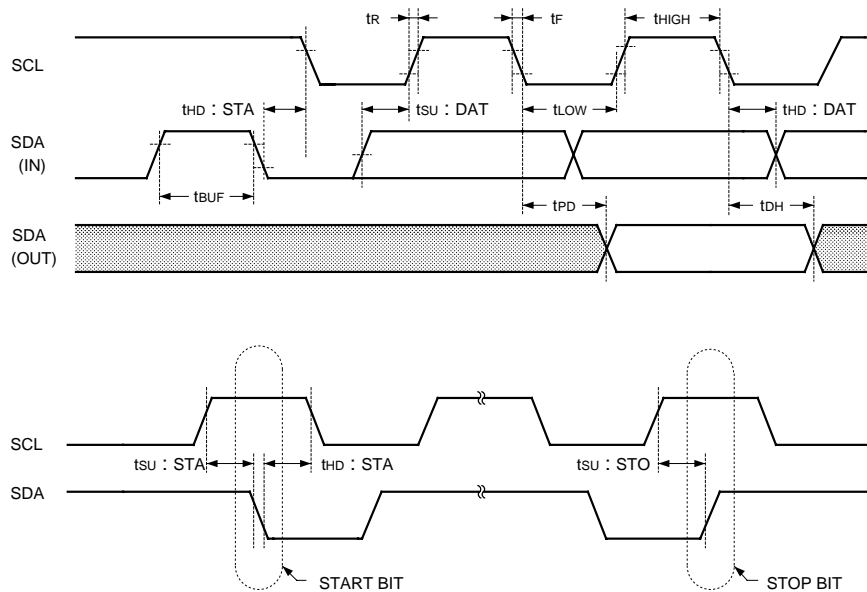 tR tF tHIGH
SCL
tHD : STA tSU : DAT tLOW tHD : DAT
SDA
(IN)
tBUF
tPD tDH
SDA
(OUT)
SCL
tSU : STA tHD : STA tSU : STO
SDA
START BIT STOP BIT